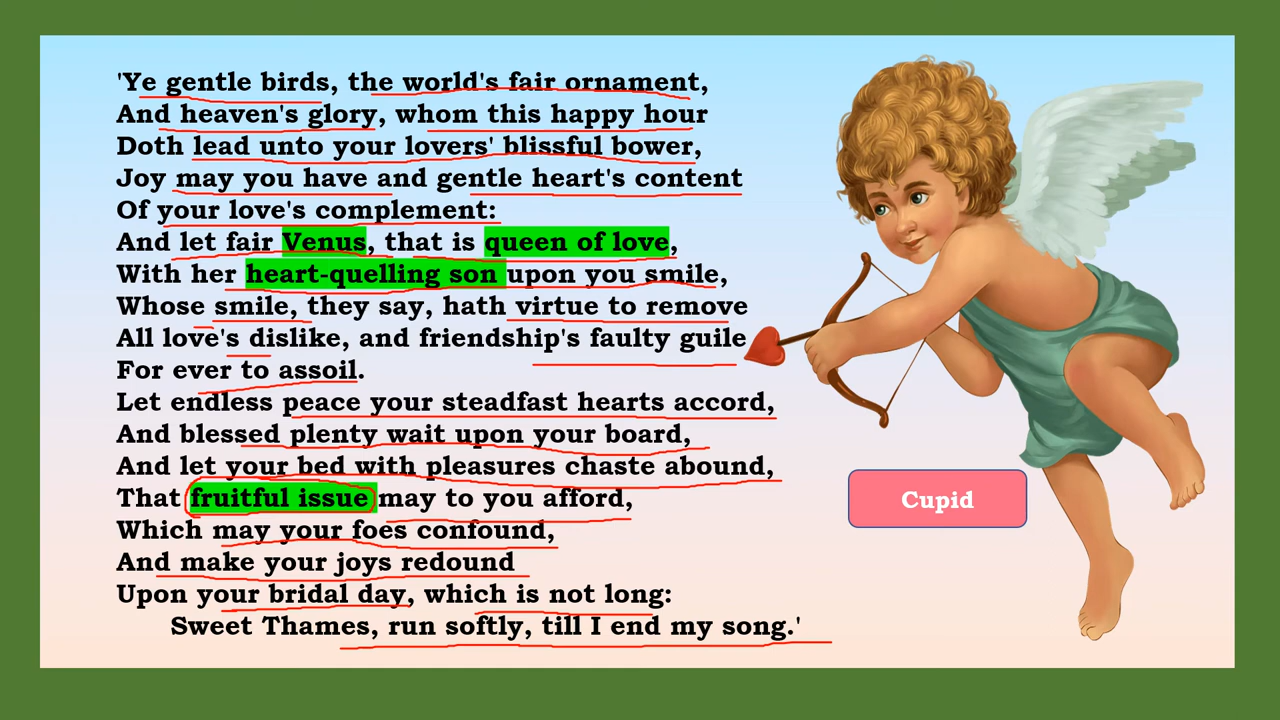 'Ye gentle birds, the world's fair ornament,
And heaven's glory, whom this happy hour
Doth lead unto your lovers' blissful bower,
Joy may you have and gentle heart's content
Of your love's complement:
And let fair Venus, that is queen of love,
With her heart-quelling son upon you smile,
Whose smile, they say, hath virtue to remove
All love's dislike, and friendship's faulty guile
For ever to assoil.
Let endless peace your steadfast hearts accord,
And blessed plenty wait upon your board,
And let your bed with pleasures chaste abound,
That fruitful issue may to you afford,
Which may your foes confound,
And make your joys redound
Upon your bridal day, which is not long:
Sweet Thames, run softly, till I end my song.'
Cupid